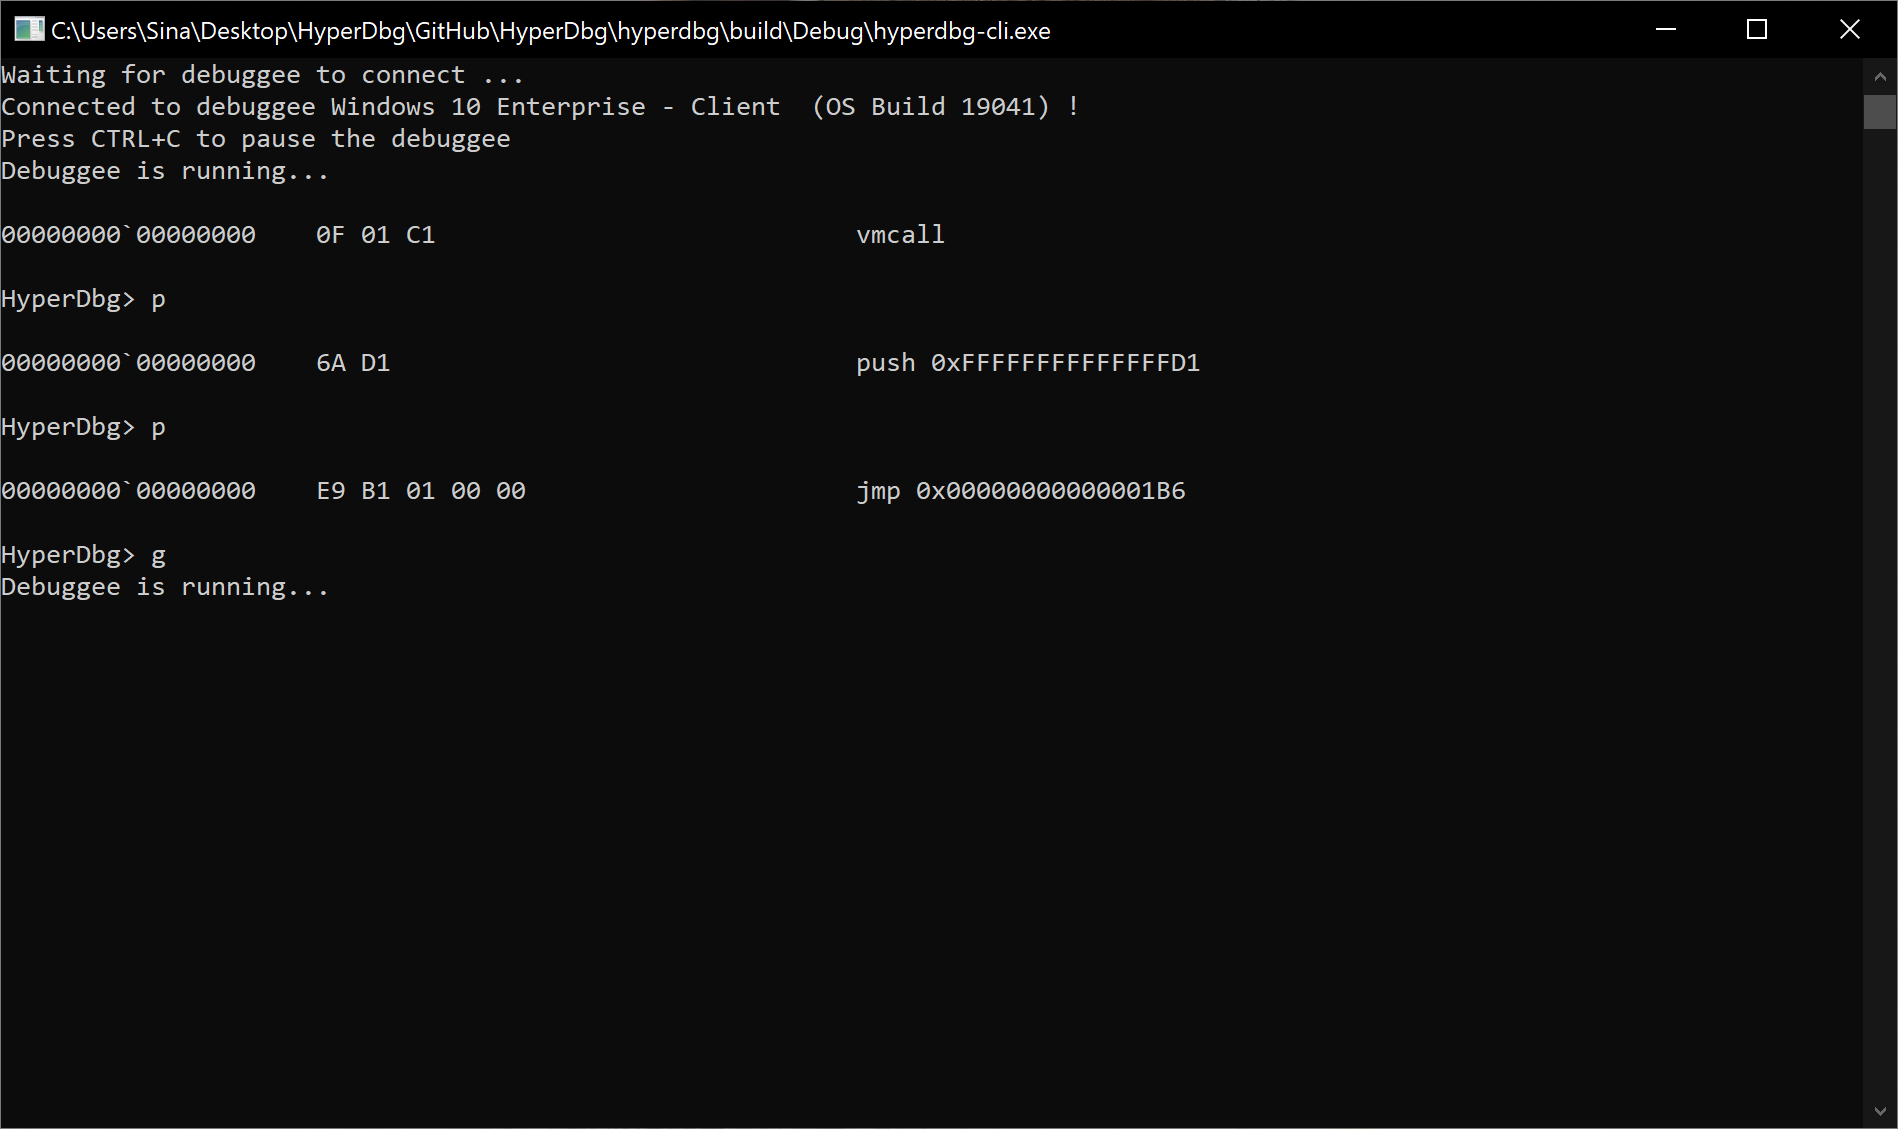 C:\Users\Sina\Desktop\HyperDbg\GitHub\HyperDbg\hyperdbg\build\Debug\hyperdbg-cli.exe
Waiting for debuggee to connect ...
Connected to debuggee Windows 10 Enterprise - Client  (OS Build 19041) !
Press CTRL+C to pause the debuggee
Debuggee is running...
00000000`00000000    0F 01 C1                            vmcall
HyperDbg> p
00000000`00000000    6A D1                               push 0xFFFFFFFFFFFFFFD1
HyperDbg> p
00000000`00000000    E9 B1 01 00 00                      jmp 0x00000000000001B6
HyperDbg> g
Debuggee is running...